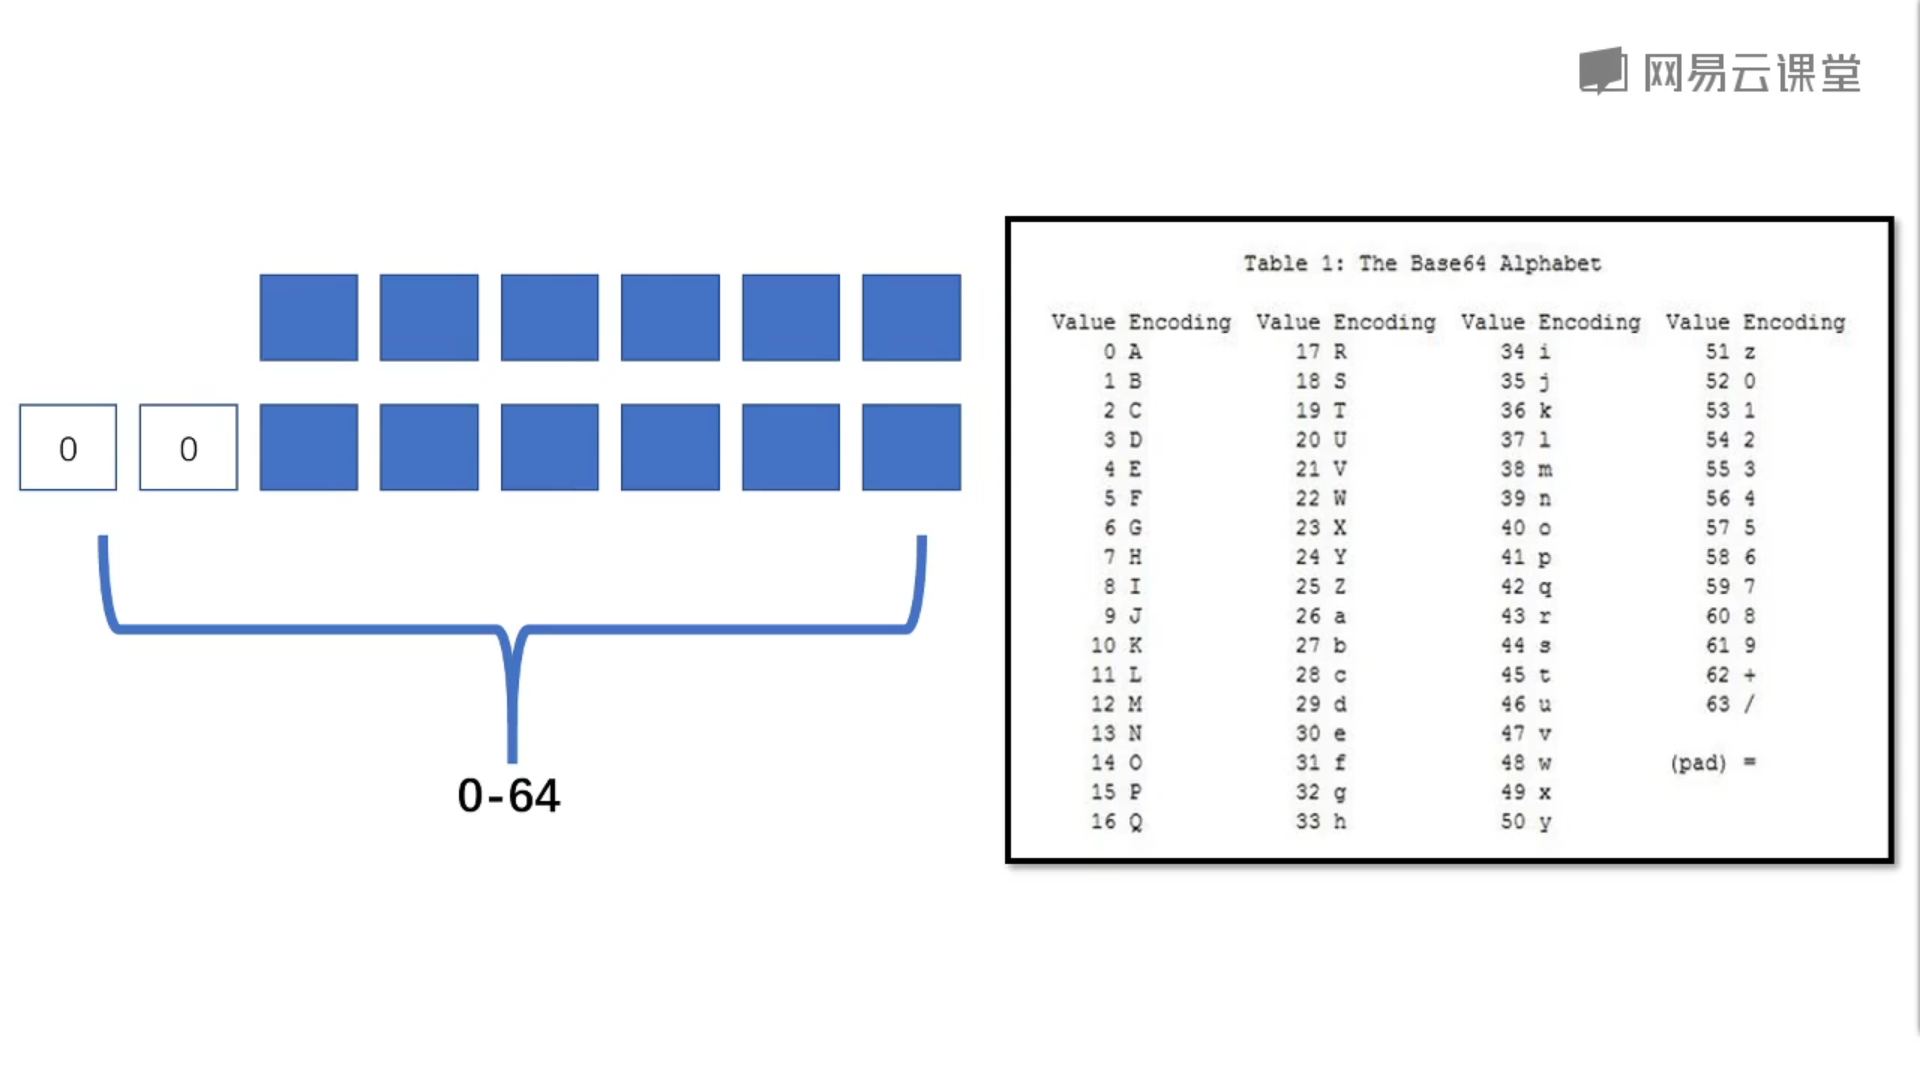 网易云课堂
0 0
0-64
Table 1: The Base64 Alphabet
Value Encoding Value Encoding Value Encoding Value Encoding
0 A 17 R 34 i 51 z
1 B 18 S 35 j 52 0
2 C 19 T 36 k 53 1
3 D 20 U 37 l 54 2
4 E 21 V 38 m 55 3
5 F 22 W 39 n 56 4
6 G 23 X 40 o 57 5
7 H 24 Y 41 p 58 6
8 I 25 Z 42 q 59 7
9 J 26 a 43 r 60 8
10 K 27 b 44 s 61 9
11 L 28 c 45 t 62 +
12 M 29 d 46 u 63 /
13 N 30 e 47 v
14 O 31 f 48 w (pad) =
15 P 32 g 49 x
16 Q 33 h 50 y